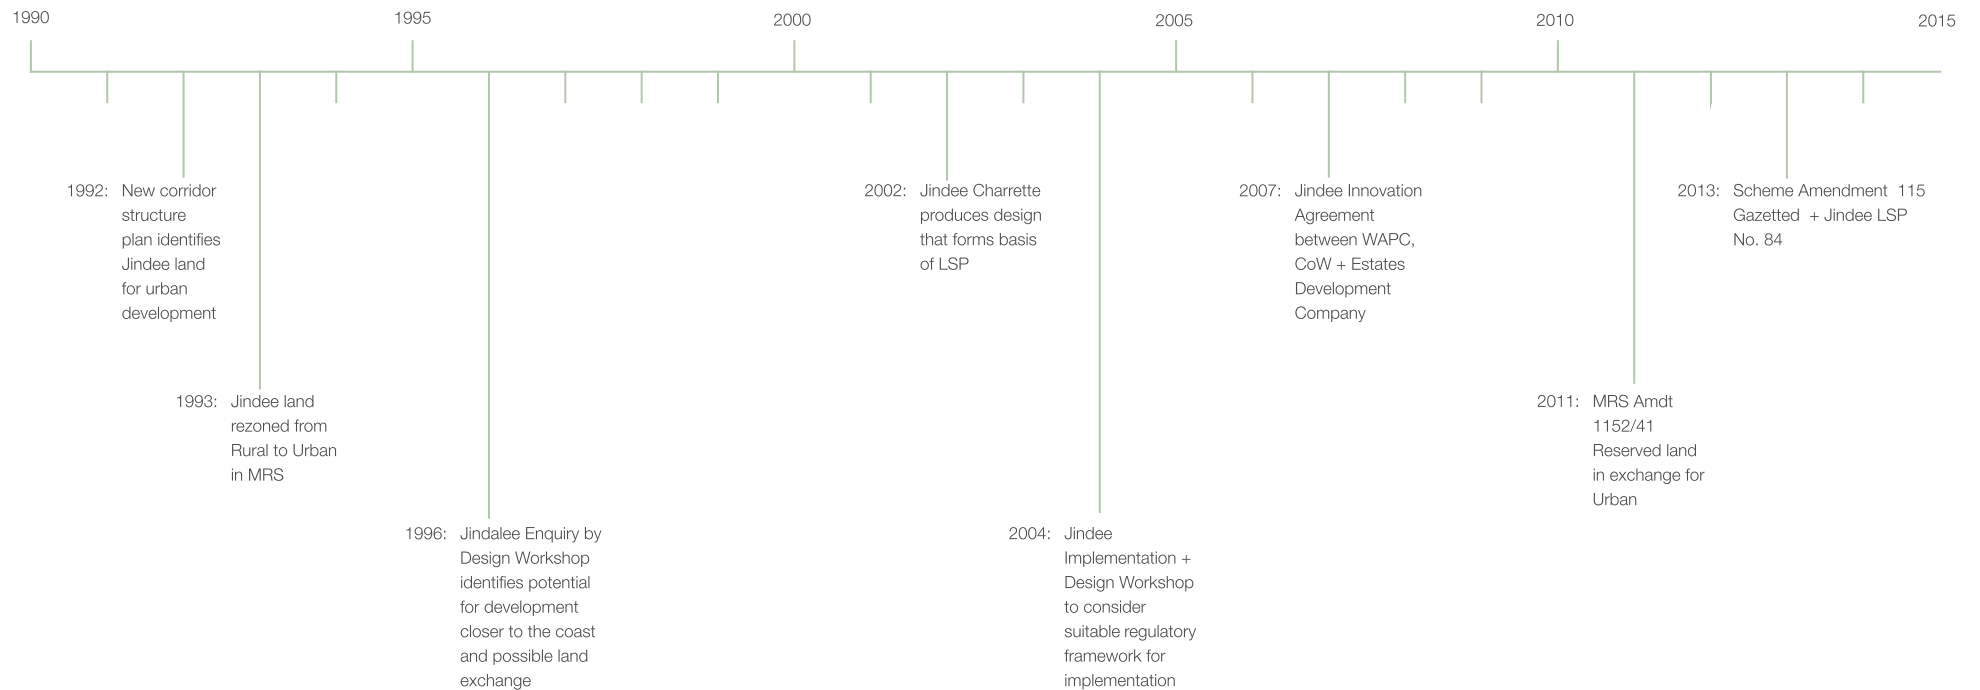 1990
1995
2000
2005
2010
2015
1992: New corridor
structure
plan identifies
Jindee land
for urban
development
1993: Jindee land
rezoned from
Rural to Urban
in MRS
1996: Jindalee Enquiry by
Design Workshop
identifies potential
for development
closer to the coast
and possible land
exchange
2002: Jindee Charrette
produces design
that forms basis
of LSP
2004: Jindee
Implementation +
Design Workshop
to consider
suitable regulatory
framework for
implementation
2007: Jindee Innovation
Agreement
between WAPC,
CoW + Estates
Development
Company
2011: MRS Amdt
1152/41
Reserved land
in exchange for
Urban
2013: Scheme Amendment 115
Gazetted + Jindee LSP
No. 84